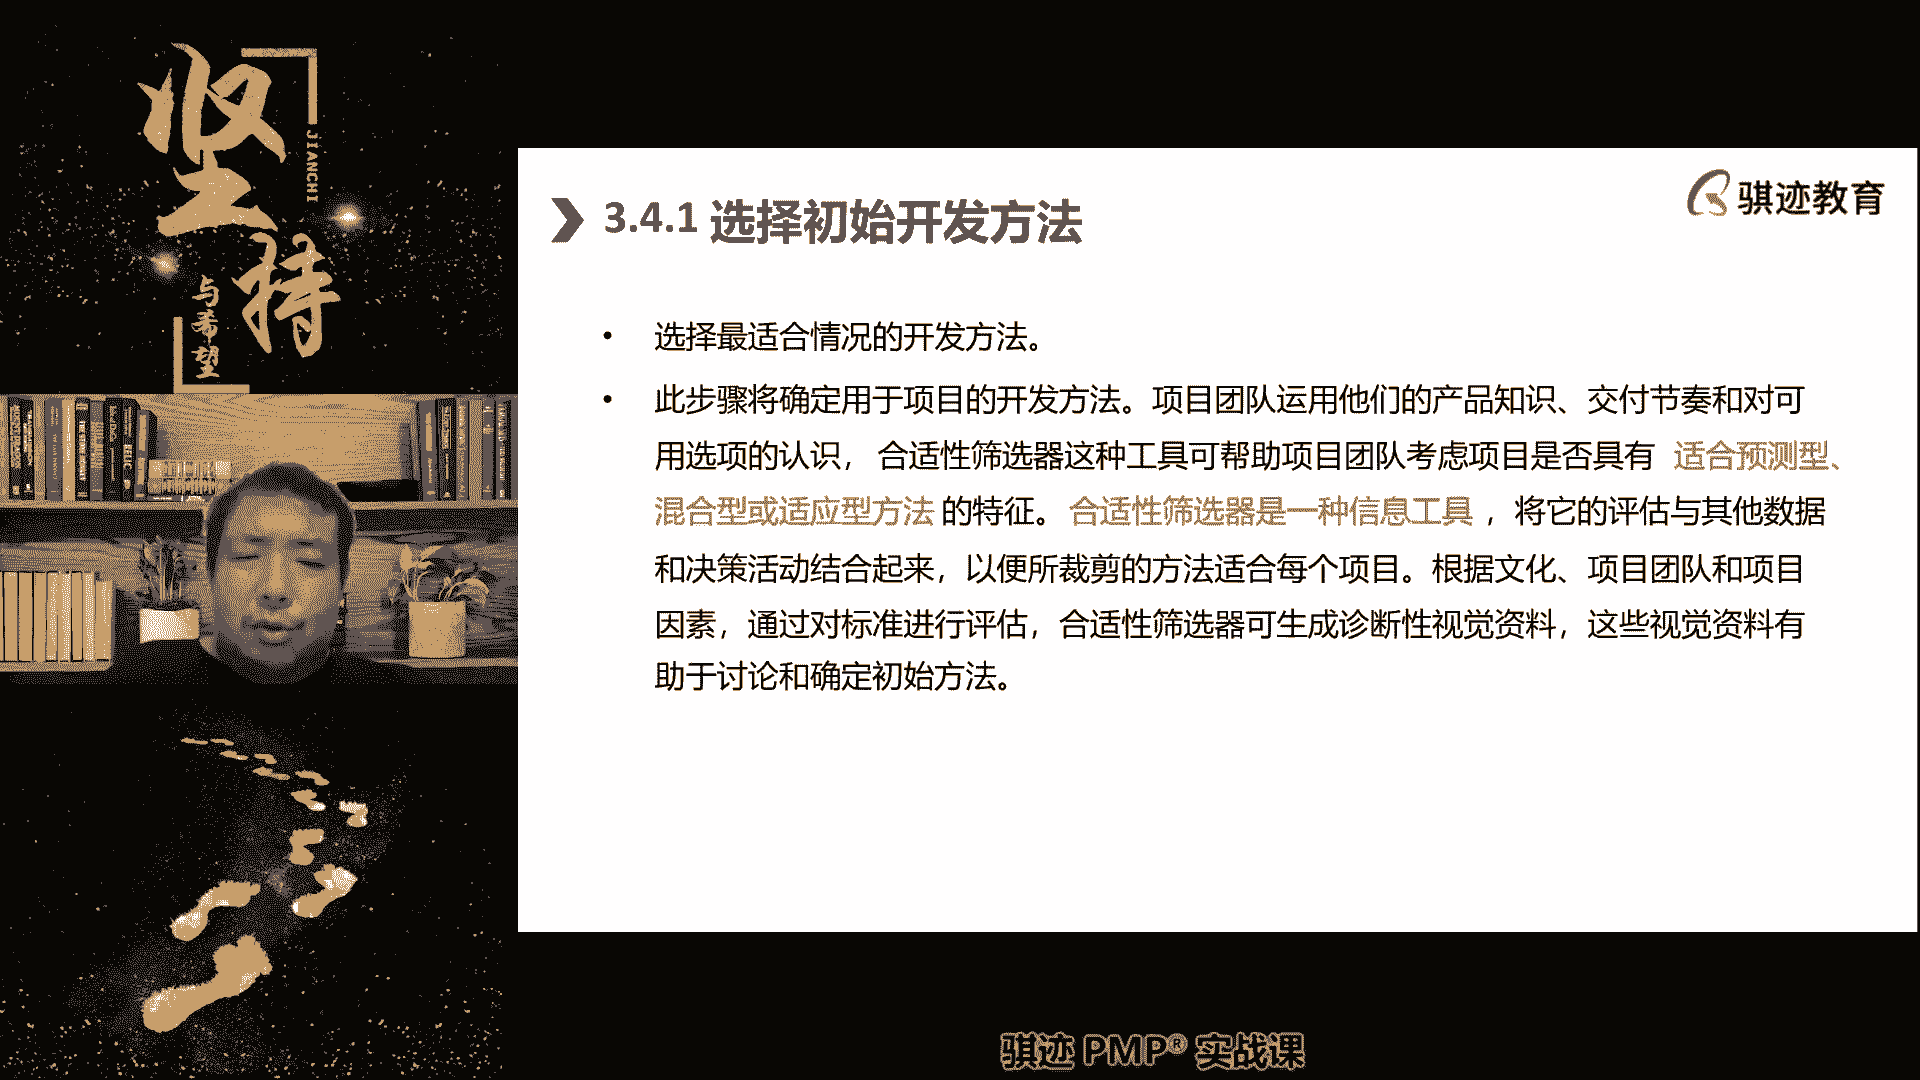 坚持
JIANCHI
与希望
骐迹教育
3.4.1 选择初始开发方法
• 选择最适合情况的开发方法。
• 此步骤将确定用于项目的开发方法。项目团队运用他们的产品知识、交付节奏和对可
用选项的认识， 合适性筛选器这种工具可帮助项目团队考虑项目是否具有 适合预测型、
混合型或适应型方法 的特征。 合适性筛选器是一种信息工具 ，将它的评估与其他数据
和决策活动结合起来，以便所裁剪的方法适合每个项目。根据文化、项目团队和项目
因素，通过对标准进行评估，合适性筛选器可生成诊断性视觉资料，这些视觉资料有
助于讨论和确定初始方法。
骐迹 PMP® 实战课